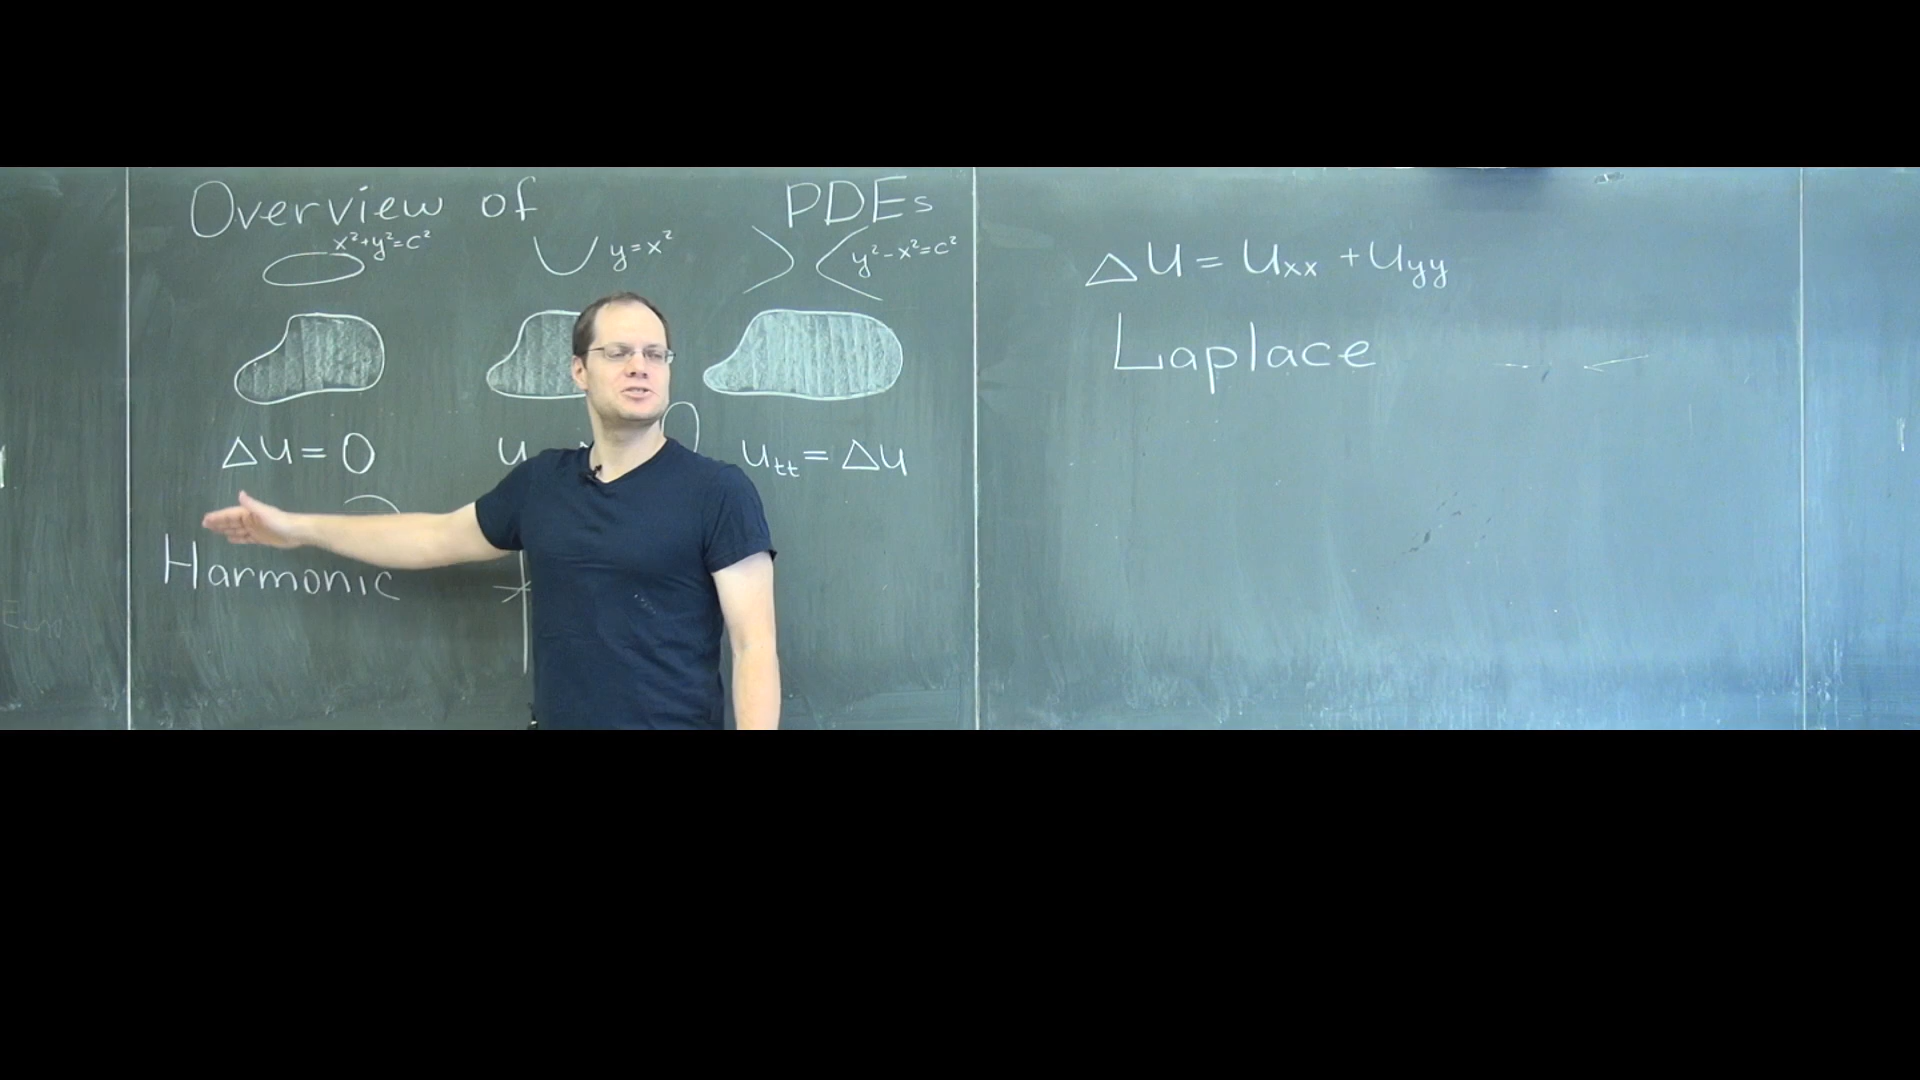 Overview of PDEs
x²+y²=c²
y=x²
y²-x²=c²
Δu=0
u
u_tt=Δu
Harmonic
Δu=u_xx+u_yy
Laplace